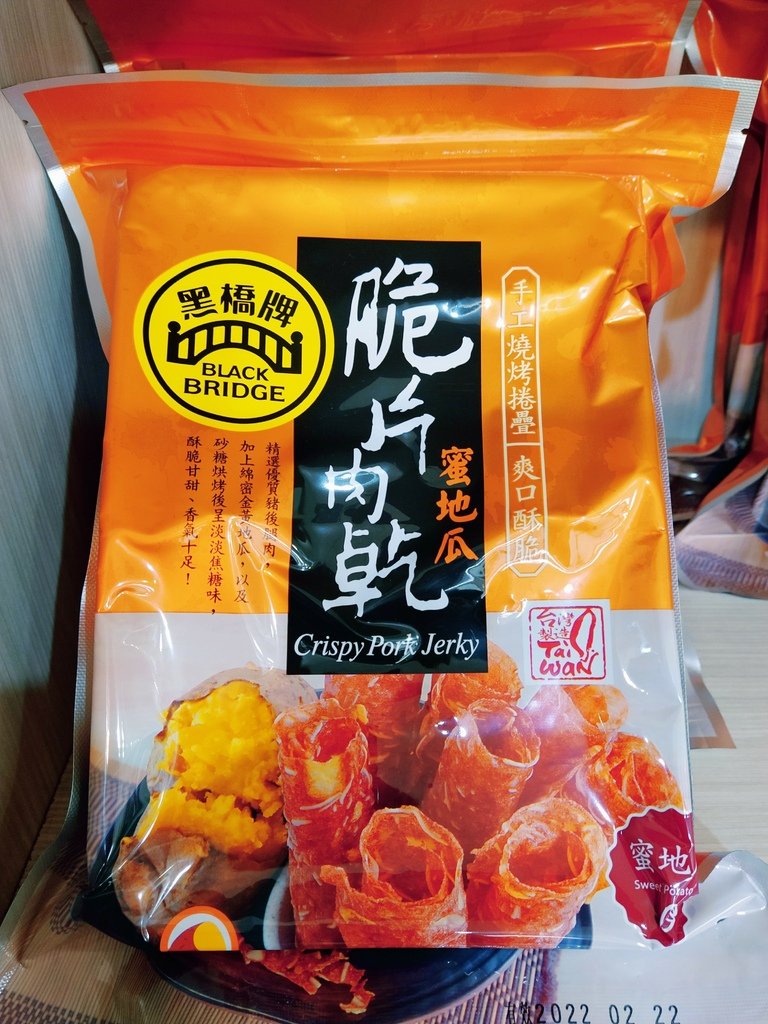 黑橋牌
BLACK
BRIDGE
脆片肉乾
蜜地瓜
Crispy Pork Jerky
手工燒烤捲疊 爽口酥脆
精選優質豬後腿肉，
加上綿密金黃地瓜，以及
砂糖烘烤後呈淡淡焦糖味，
酥脆甘甜、香氣十足！
台灣
製造
TaiWan
蜜地
Sweet Potato
2022 02 22